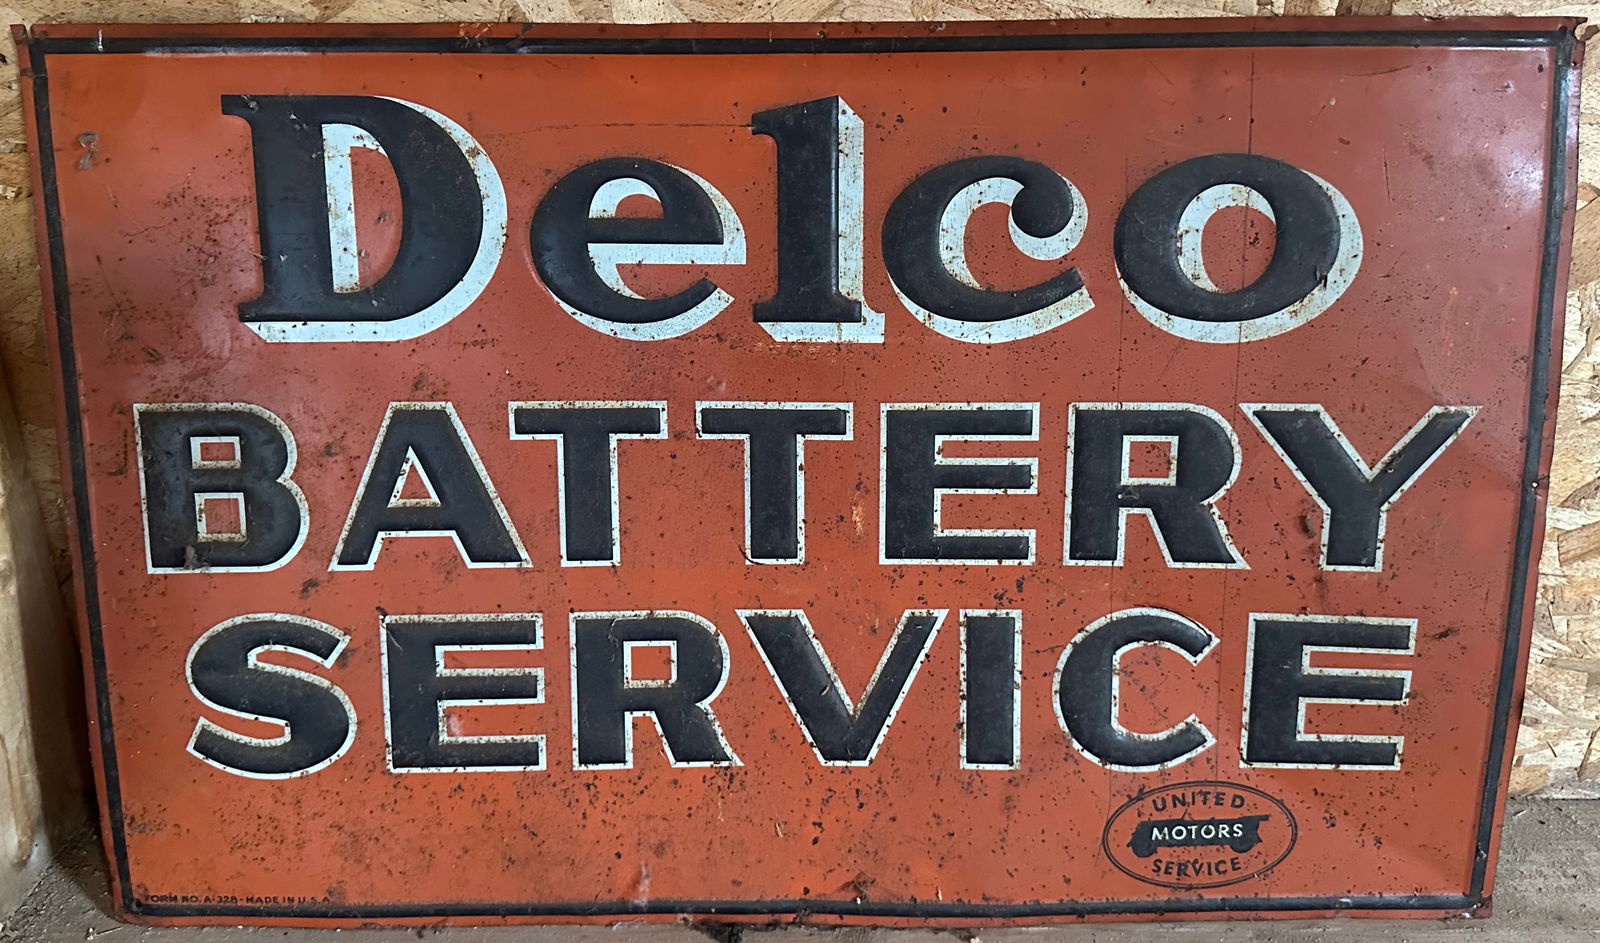 Delco
BATTERY
SERVICE
UNITED
MOTORS
SERVICE
FORM NO. A-328-MADE IN U.S.A.